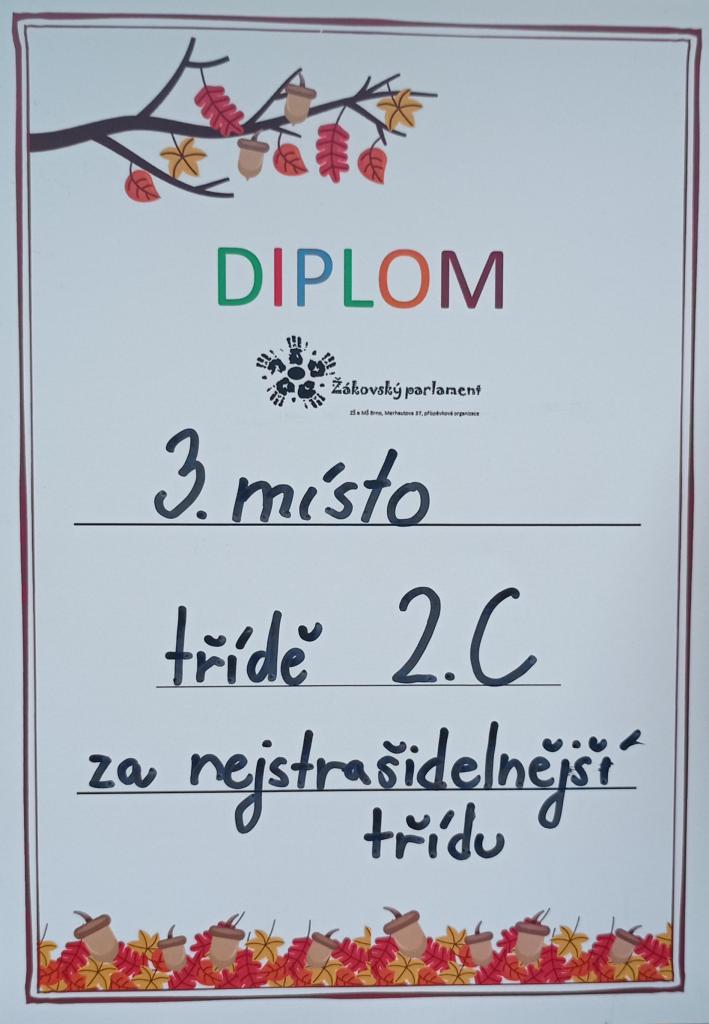 DIPLOM
Žákovský parlament
ZŠ a MŠ Brno, Merhautova 37, příspěvková organizace
3. místo
třídě 2.C
za nejstrašidelnější
třídu